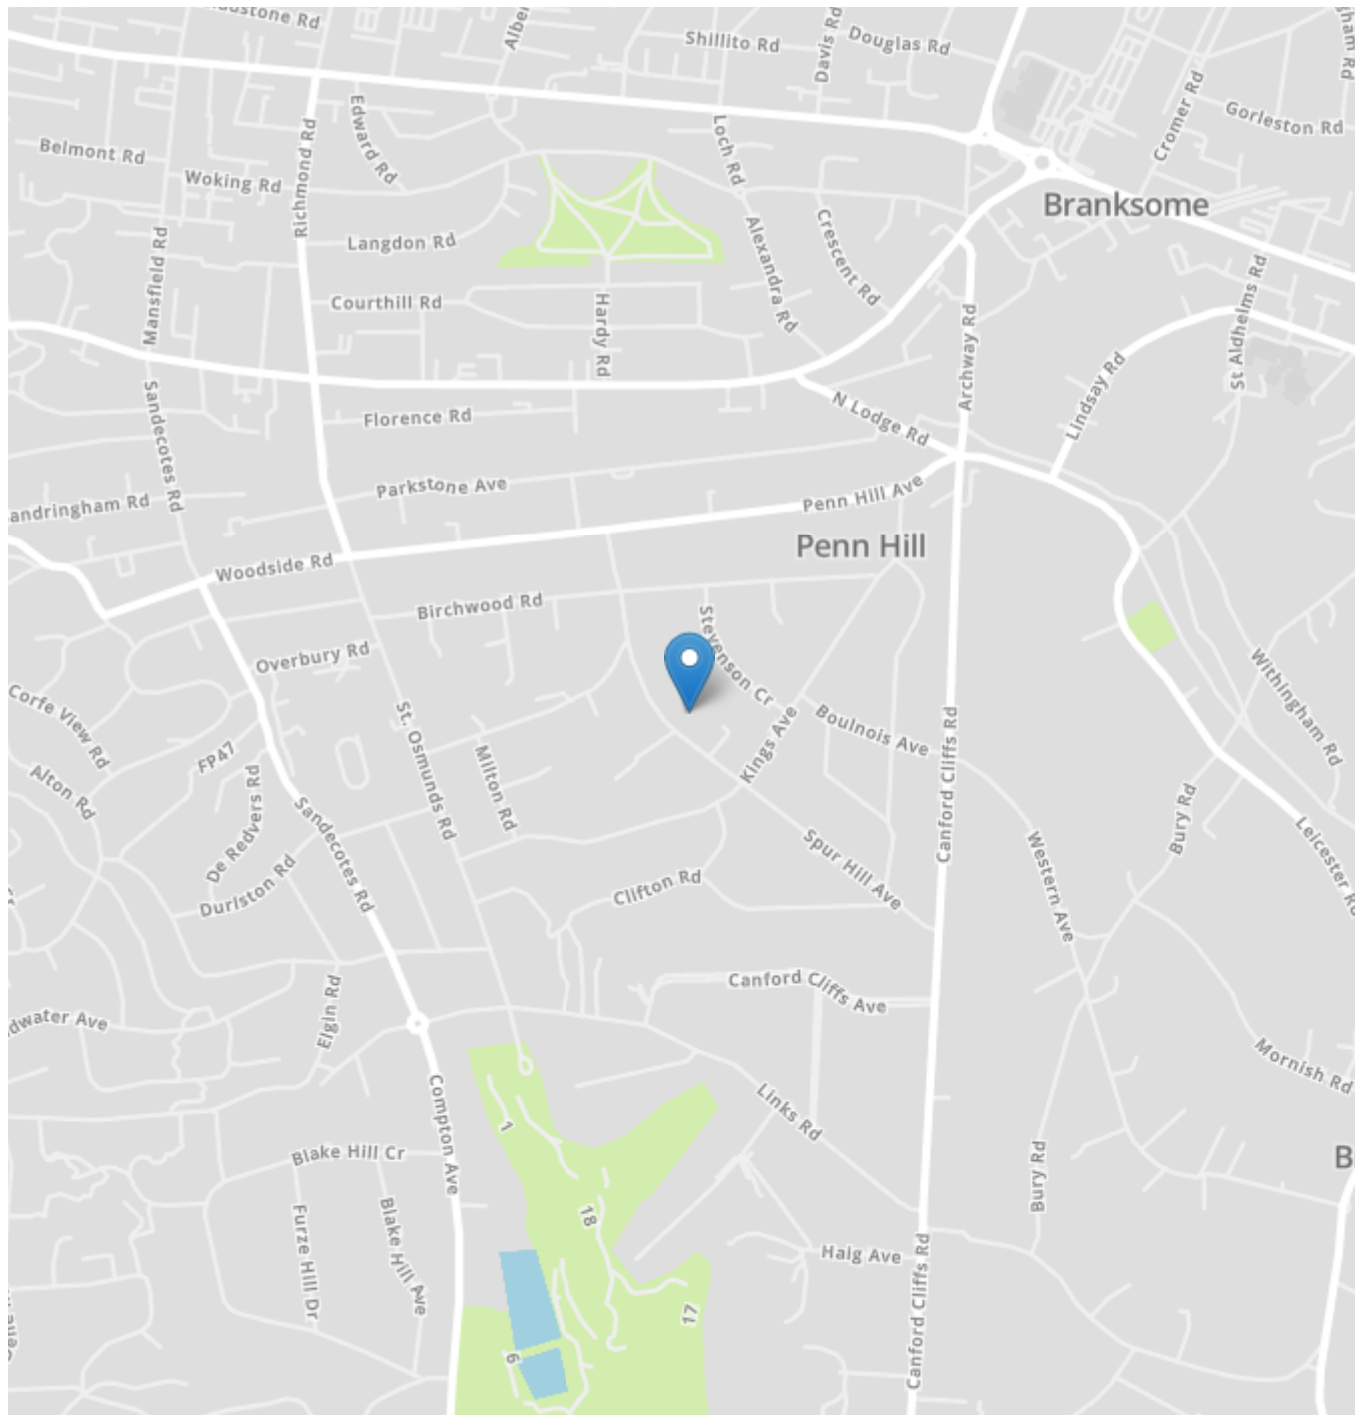 Shillito Rd
Davis Rd
Douglas Rd
Gorleston Rd
Cromer Rd
Edward Rd
Loch Rd
Belmont Rd
Woking Rd
Richmond Rd
Branksome
Langdon Rd
Alexandra Rd
Crescent Rd
Mansfield Rd
Courthill Rd
Hardy Rd
Archway Rd
St Aldhelms Rd
Lindsay Rd
Sandecotes Rd
Florence Rd
N Lodge Rd
Parkstone Ave
Penn Hill Ave
andringham Rd
Penn Hill
Woodside Rd
Birchwood Rd
Stevenson Cr
Overbury Rd
Withingham Rd
Corfe View Rd
St. Osmunds Rd
Boulnois Ave
Kings Ave
FP47
Milton Rd
Canford Cliffs Rd
Alton Rd
De Redvers Rd
Sandecotes Rd
Bury Rd
Spur Hill Ave
Western Ave
Leicester Rd
Durlston Rd
Clifton Rd
Canford Cliffs Ave
Elgin Rd
dwater Ave
Mornish Rd
Compton Ave
Links Rd
1
Blake Hill Cr
B
Bury Rd
18
Furze Hill Dr
Blake Hill Ave
Haig Ave
Canford Cliffs Rd
17
6